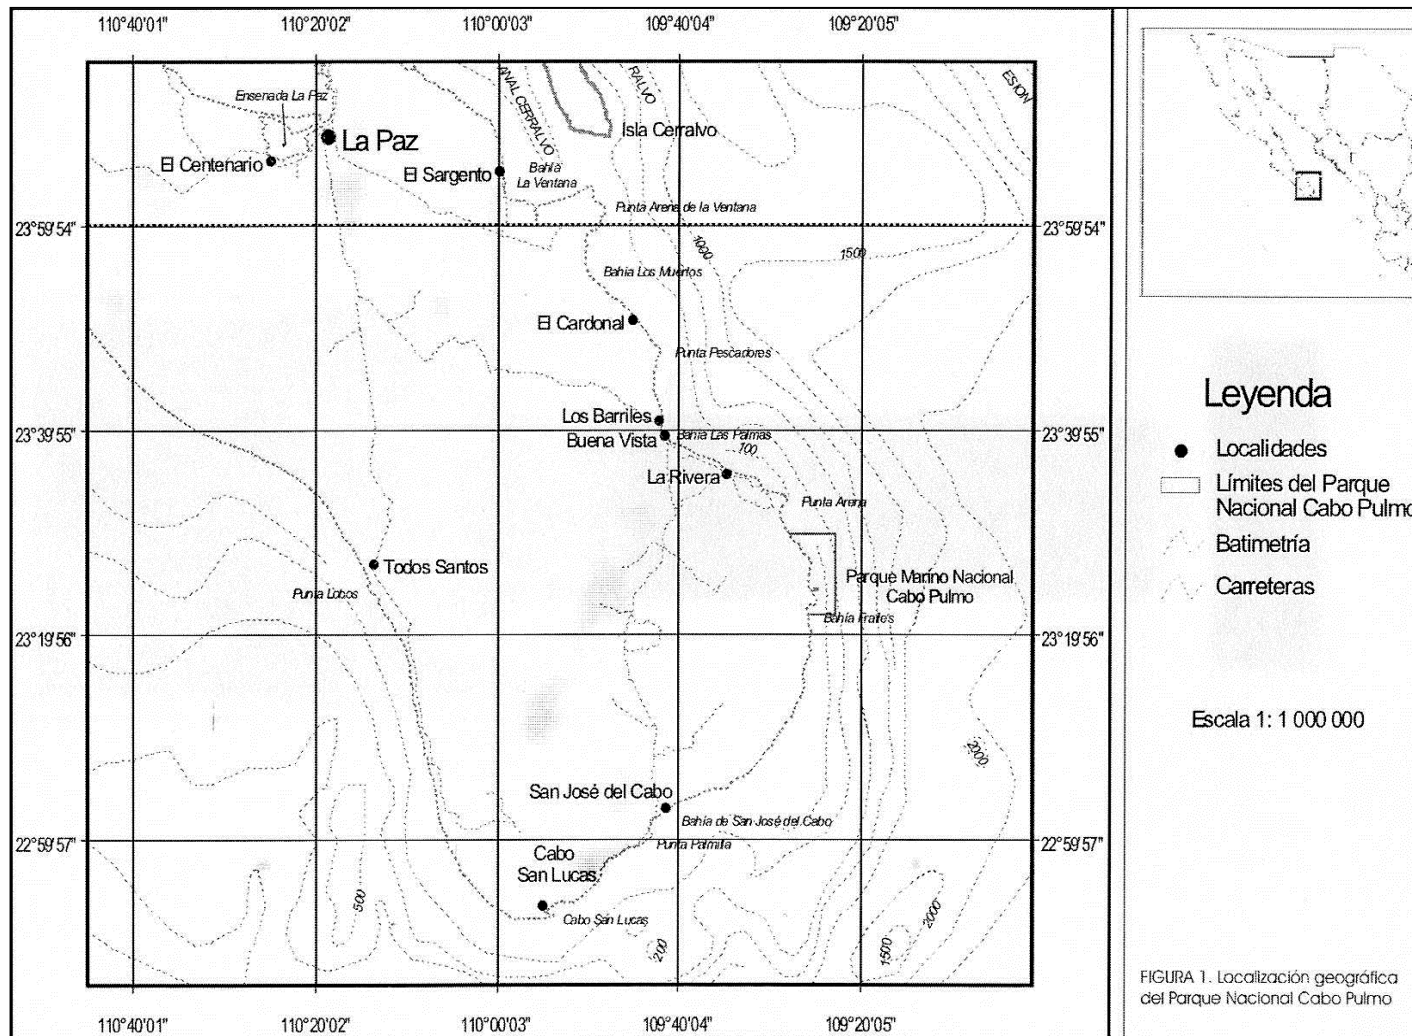 110°40'01" 110°20'02" 110°00'03" 109°40'04" 109°20'05"
Ensenada La Paz
La Paz
El Centenario
El Sargento
ANAL CERRALVO
RALVO
ESION
Isla Cerralvo
Bahía
La Ventana
Punta Arena de la Ventana
23°59'54" 23°59'54"
1000
1500
Bahía Los Muertos
El Cardonal
Punta Pescadores
Los Barriles
Buena Vista
Bahía Las Palmas
23°39'55" 23°39'55"
100
La Rivera
Punta Arena
Todos Santos
Punta Lobos
Parque Marino Nacional
Cabo Pulmo
Bahía Frailes
23°19'56" 23°19'56"
2000
San José del Cabo
Bahía de San José del Cabo
Punta Palmilla
22°59'57" 22°59'57"
Cabo
San Lucas
Cabo San Lucas
500
200
1500
2000
110°40'01" 110°20'02" 110°00'03" 109°40'04" 109°20'05"
Leyenda
Localidades
Límites del Parque
Nacional Cabo Pulmo
Batimetría
Carreteras
Escala 1: 1 000 000
FIGURA 1. Localización geográfica
del Parque Nacional Cabo Pulmo